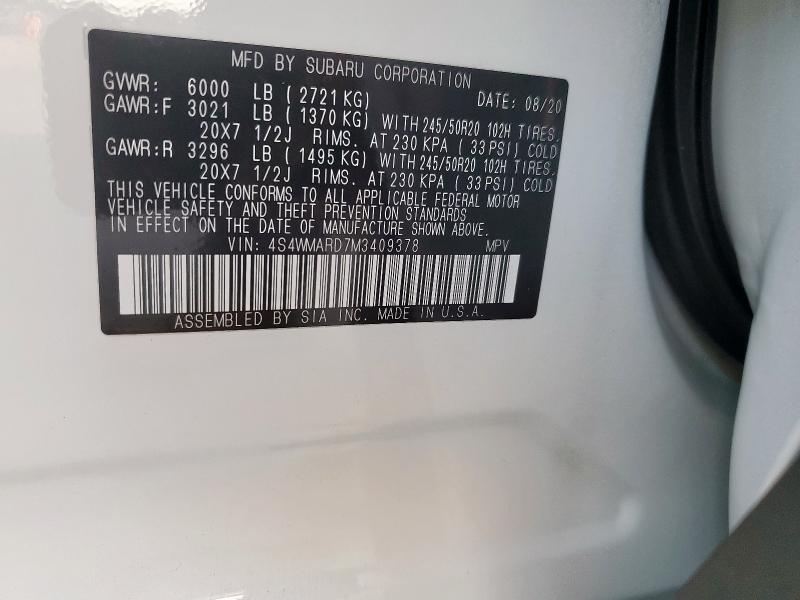 MFD BY SUBARU CORPORATION
GVWR: 6000 LB ( 2721 KG) DATE: 08/20
GAWR:F 3021 LB ( 1370 KG) WITH 245/50R20 102H TIRES,
20X7 1/2J RIMS, AT 230 KPA ( 33 PSI) COLD
GAWR:R 3296 LB ( 1495 KG) WITH 245/50R20 102H TIRES,
20X7 1/2J RIMS, AT 230 KPA ( 33 PSI) COLD
THIS VEHICLE CONFORMS TO ALL APPLICABLE FEDERAL MOTOR
VEHICLE SAFETY AND THEFT PREVENTION STANDARDS
IN EFFECT ON THE DATE OF MANUFACTURE SHOWN ABOVE.
VIN: 4S4WMARD7M3409378 MPV
ASSEMBLED BY SIA INC. MADE IN U.S.A.